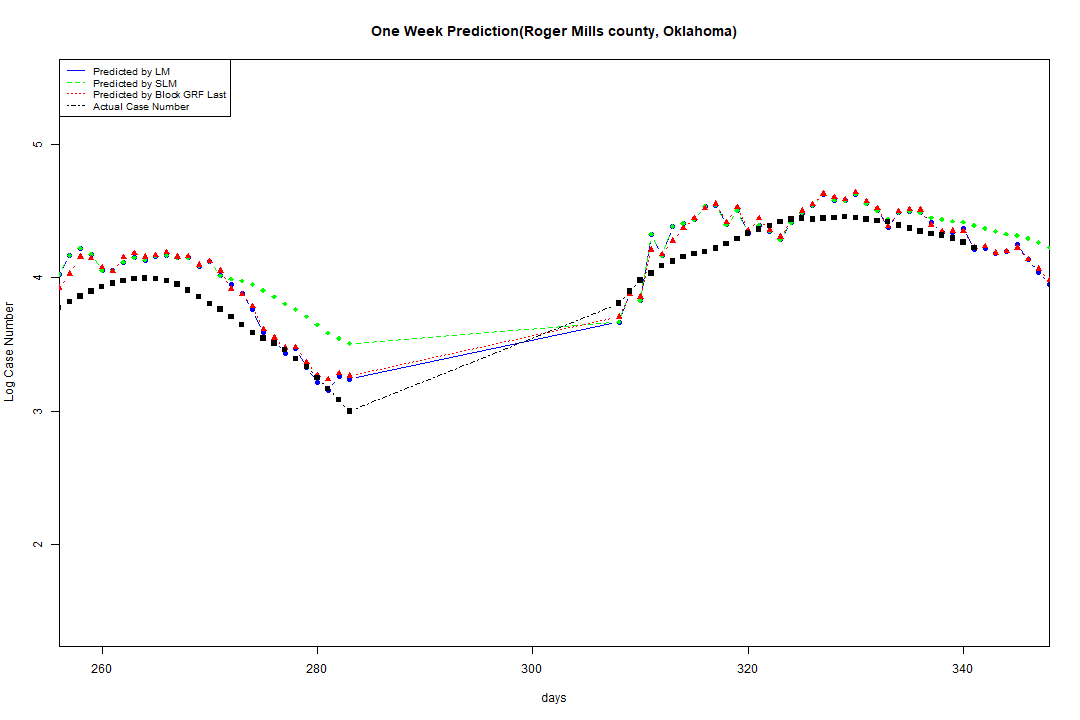 One Week Prediction(Roger Mills county, Oklahoma)
Predicted by LM
Predicted by SLM
Predicted by Block GRF Last
Actual Case Number
5
4
3
2
Log Case Number
260 280 300 320 340
days